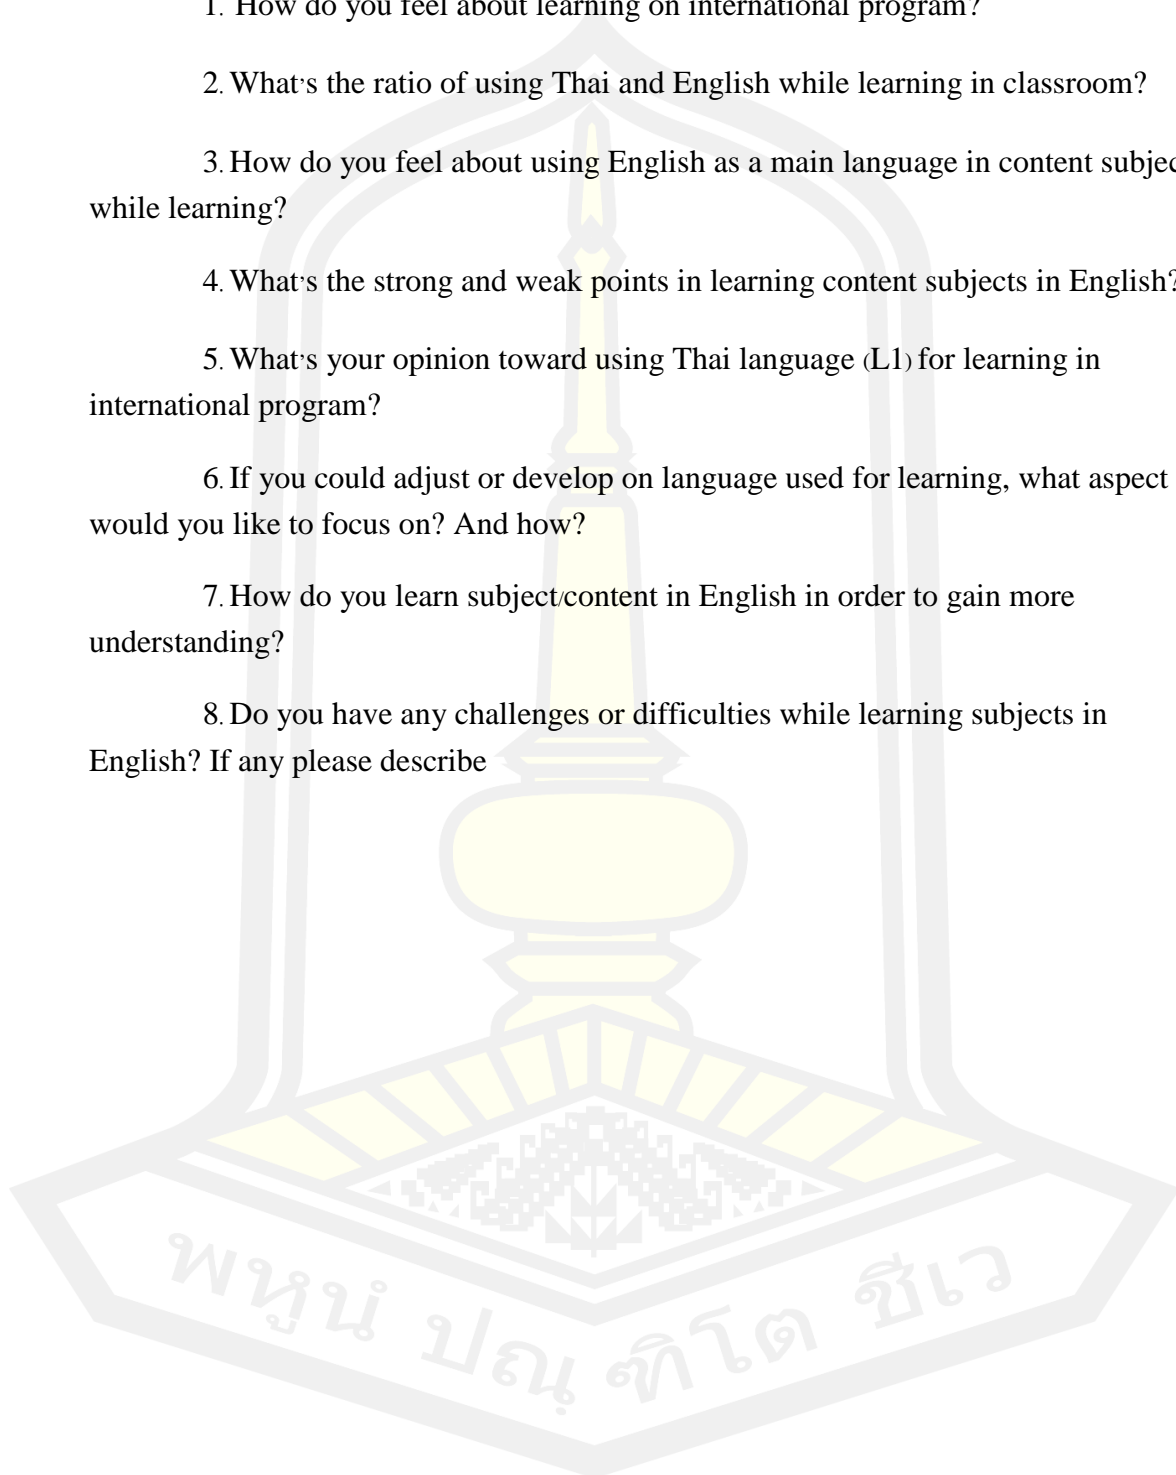 1. How do you feel about learning on international program?
2. What's the ratio of using Thai and English while learning in classroom?
3. How do you feel about using English as a main language in content subjec
while learning?
4. What's the strong and weak points in learning content subjects in English?
5. What's your opinion toward using Thai language (L1) for learning in
international program?
6. If you could adjust or develop on language used for learning, what aspect
would you like to focus on? And how?
7. How do you learn subject/content in English in order to gain more
understanding?
8. Do you have any challenges or difficulties while learning subjects in
English? If any please describe
พหูนํ ปณฺฑิโต ชีเว